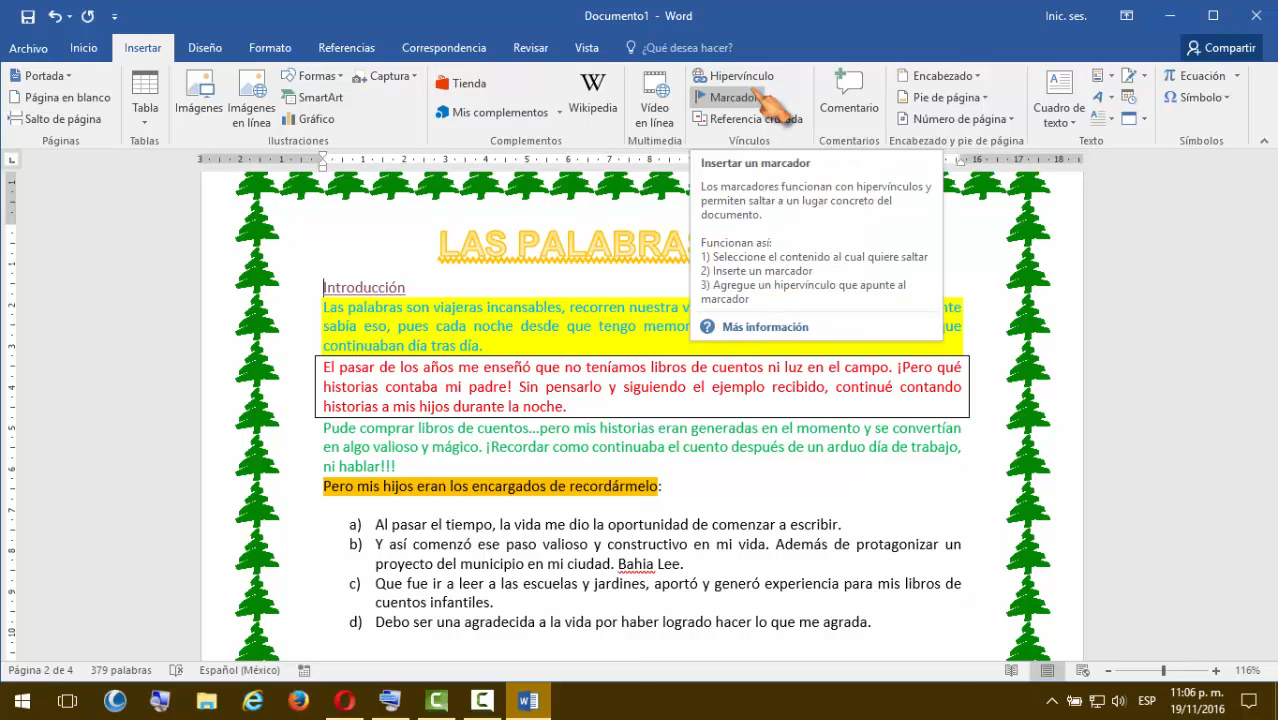 Documento1 - Word
Inic. ses.
Archivo
Inicio
Insertar
Diseño
Formato
Referencias
Correspondencia
Revisar
Vista
¿Qué desea hacer?
Compartir
Portada
Página en blanco
Salto de página
Páginas
Tabla
Tablas
Imágenes
Imágenes en línea
Formas
SmartArt
Gráfico
Captura
Ilustraciones
Tienda
Mis complementos
W
Wikipedia
Complementos
Vídeo en línea
Multimedia
Hipervínculo
Marcador
Referencia cruzada
Vínculos
Comentario
Comentarios
Encabezado
Pie de página
Número de página
Encabezado y pie de página
Cuadro de texto
Texto
Ecuación
Símbolo
Símbolos
3 2 1 1 2 3 4 5 6 7 8 16 17 18
Insertar un marcador
Los marcadores funcionan con hipervínculos y
permiten saltar a un lugar concreto del
documento.
Funcionan así:
1) Seleccione el contenido al cual quiere saltar
2) Inserte un marcador
3) Agregue un hipervínculo que apunte al
marcador
Más información
LAS PALABRAS
Introducción
Las palabras son viajeras incansables, recorren nuestra
sabía eso, pues cada noche desde que tengo que
continuaban día tras día.
El pasar de los años me enseñó que no teníamos libros de cuentos ni luz en el campo. ¡Pero qué
historias contaba mi padre! Sin pensarlo y siguiendo el ejemplo recibido, continué contando
historias a mis hijos durante la noche.
Pude comprar libros de cuentos...pero mis historias eran generadas en el momento y se convertían
en algo valioso y mágico. ¡Recordar como continuaba el cuento después de un arduo día de trabajo,
ni hablar!!!
Pero mis hijos eran los encargados de recordármelo:
a) Al pasar el tiempo, la vida me dio la oportunidad de comenzar a escribir.
b) Y así comenzó ese paso valioso y constructivo en mi vida. Además de protagonizar un
proyecto del municipio en mi ciudad. Bahia Lee.
c) Que fue ir a leer a las escuelas y jardines, aportó y generó experiencia para mis libros de
cuentos infantiles.
d) Debo ser una agradecida a la vida por haber logrado hacer lo que me agrada.
Página 2 de 4
379 palabras
Español (México)
116%
ESP
11:06 p. m.
19/11/2016